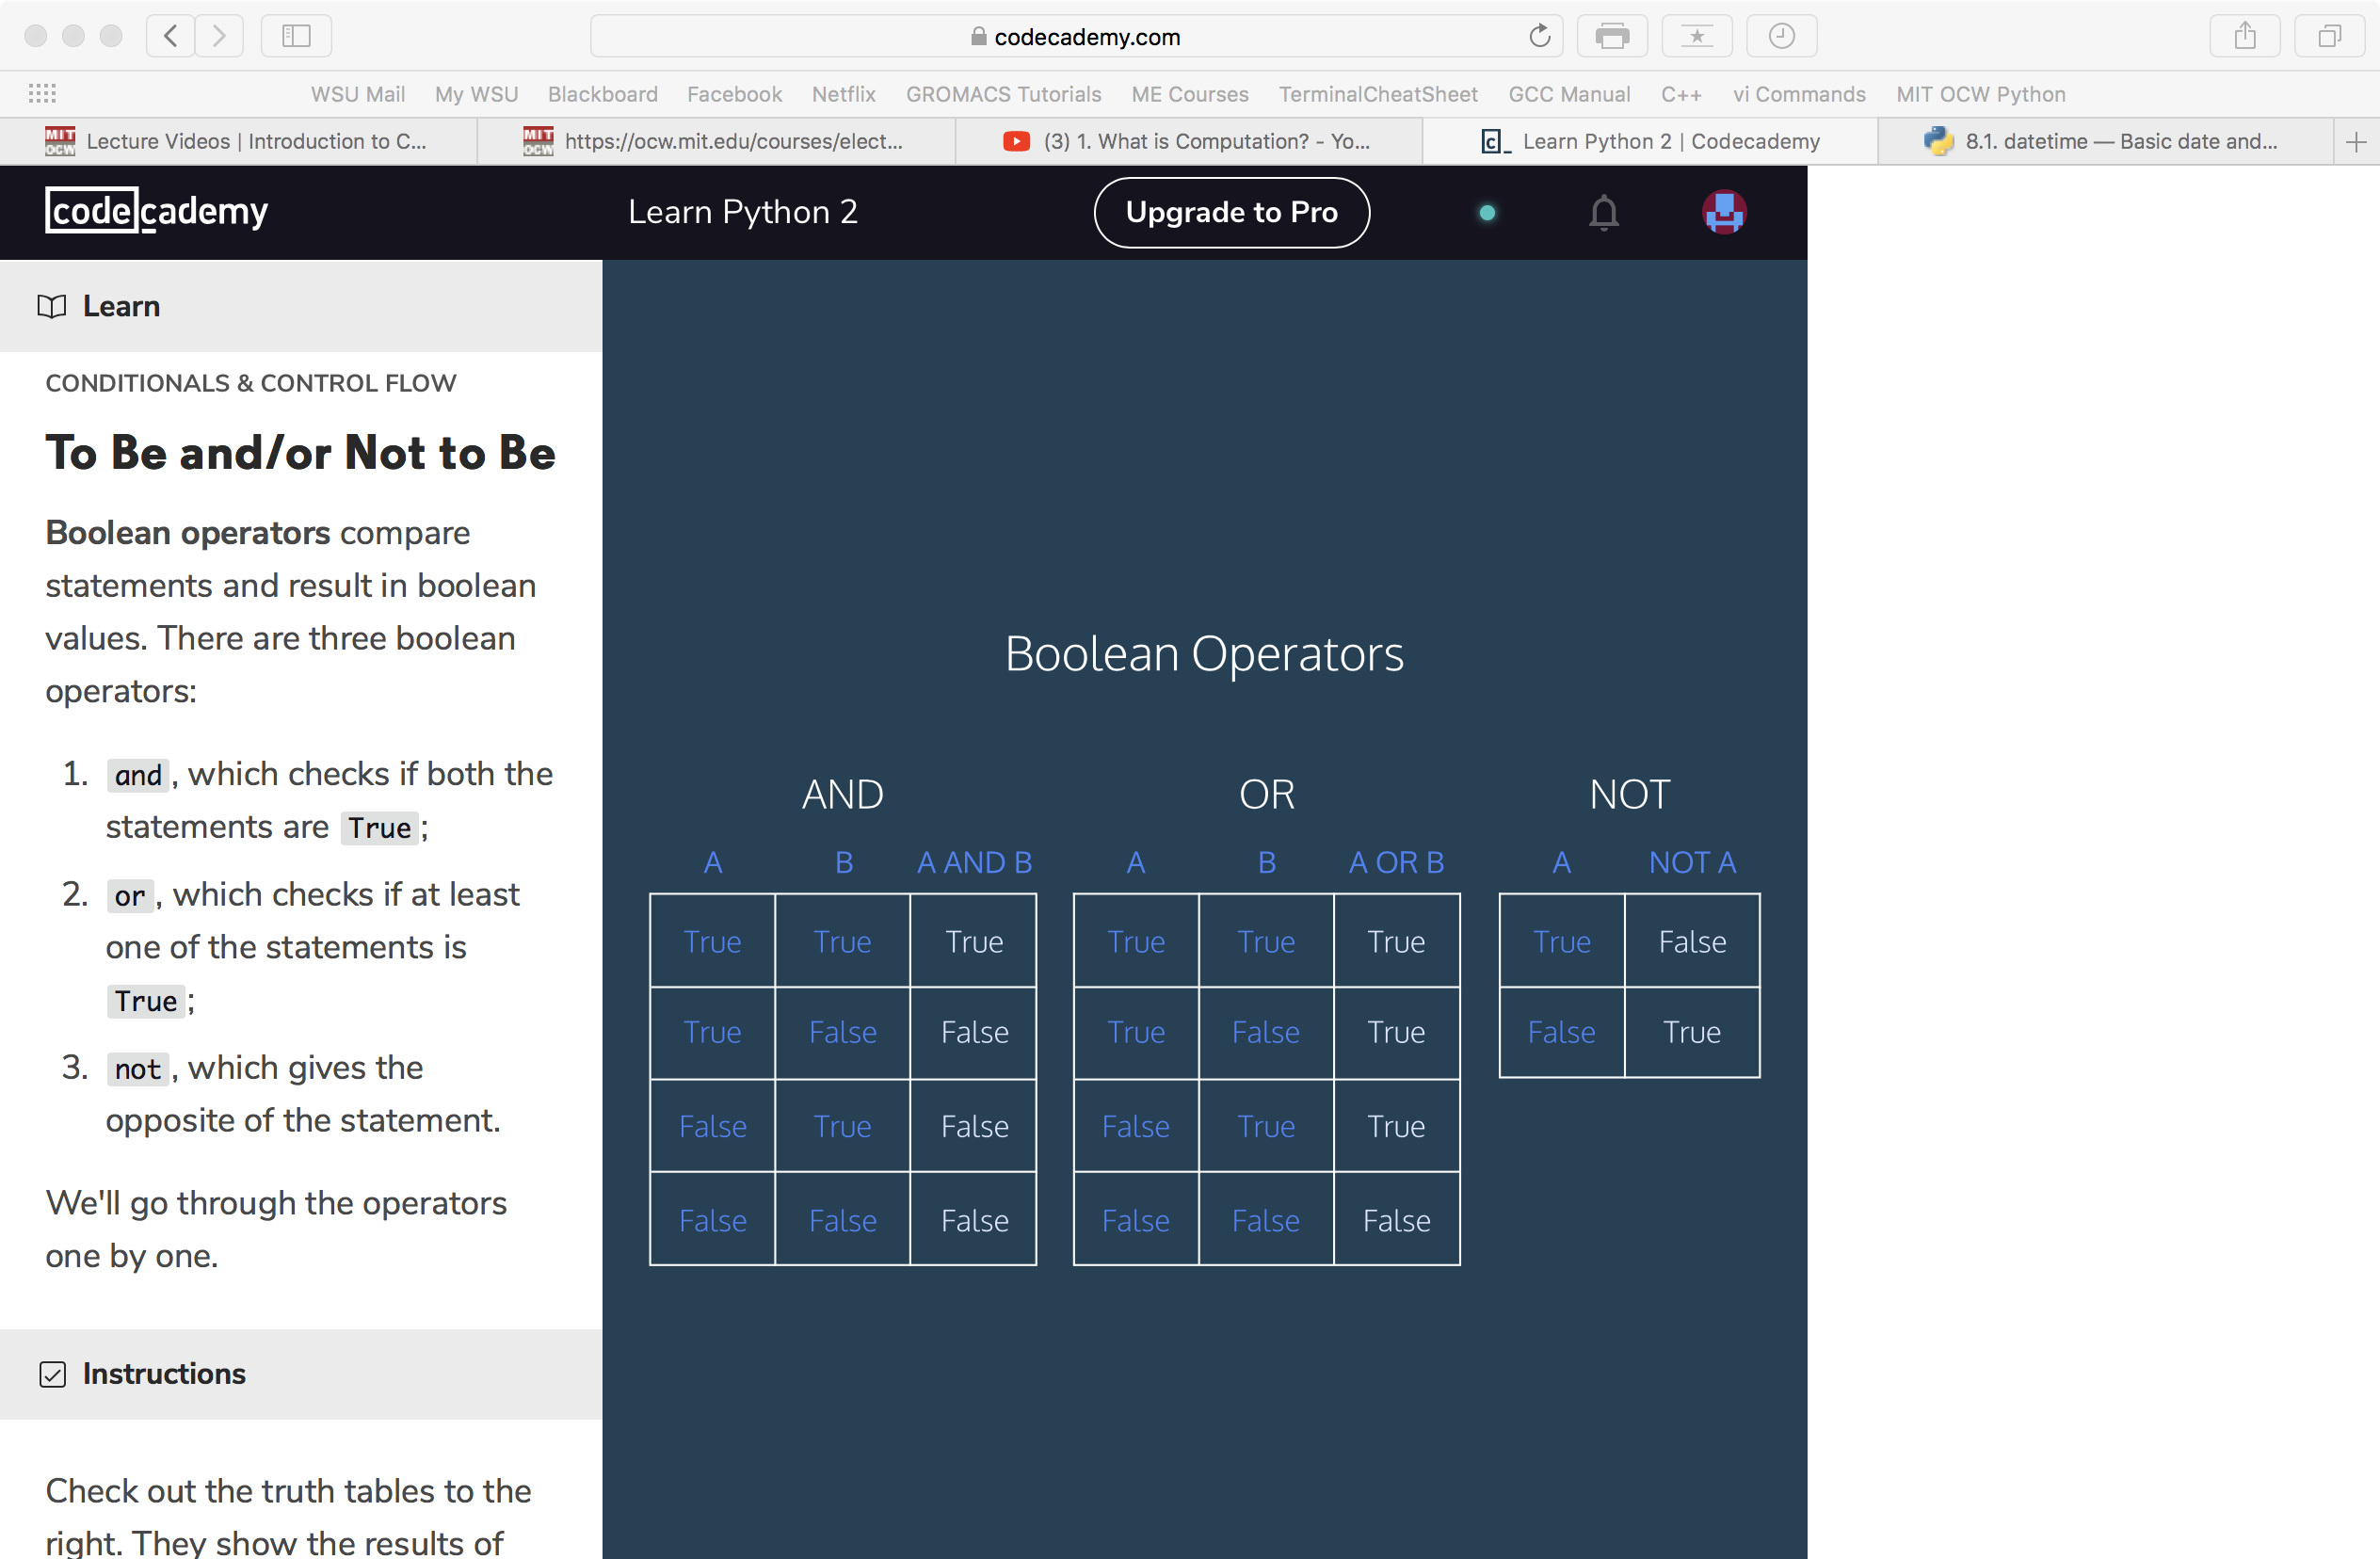 codecademy.com
WSU Mail My WSU Blackboard Facebook Netflix GROMACS Tutorials ME Courses TerminalCheatSheet GCC Manual C++ vi Commands MIT OCW Python
MIT OCW Lecture Videos | Introduction to C... MIT OCW https://ocw.mit.edu/courses/elect... (3) 1. What is Computation? - Yo... c_ Learn Python 2 | Codecademy 8.1. datetime — Basic date and...
codecademy Learn Python 2 Upgrade to Pro
Learn
CONDITIONALS & CONTROL FLOW
To Be and/or Not to Be
Boolean operators compare
statements and result in boolean
values. There are three boolean
operators:
1. and, which checks if both the
statements are True;
2. or, which checks if at least
one of the statements is
True;
3. not, which gives the
opposite of the statement.
We'll go through the operators
one by one.
Instructions
Check out the truth tables to the
right. They show the results of
Boolean Operators
AND OR NOT
A B A AND B A B A OR B A NOT A
True True True True True True True False
True False False True False True False True
False True False False True True
False False False False False False